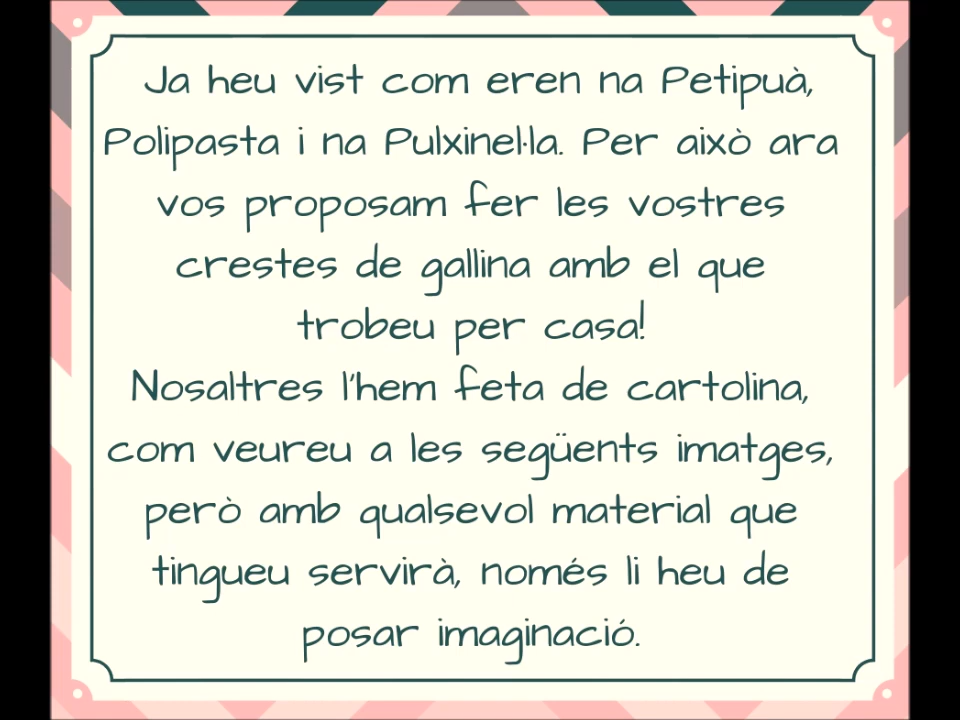 Ja heu vist com eren na Petipuà,
Polipasta i na Pulxinel·la. Per això ara
vos proposam fer les vostres
crestes de gallina amb el que
trobeu per casa!
Nosaltres l'hem feta de cartolina,
com veureu a les següents imatges,
però amb qualsevol material que
tingueu servirà, només li heu de
posar imaginació.